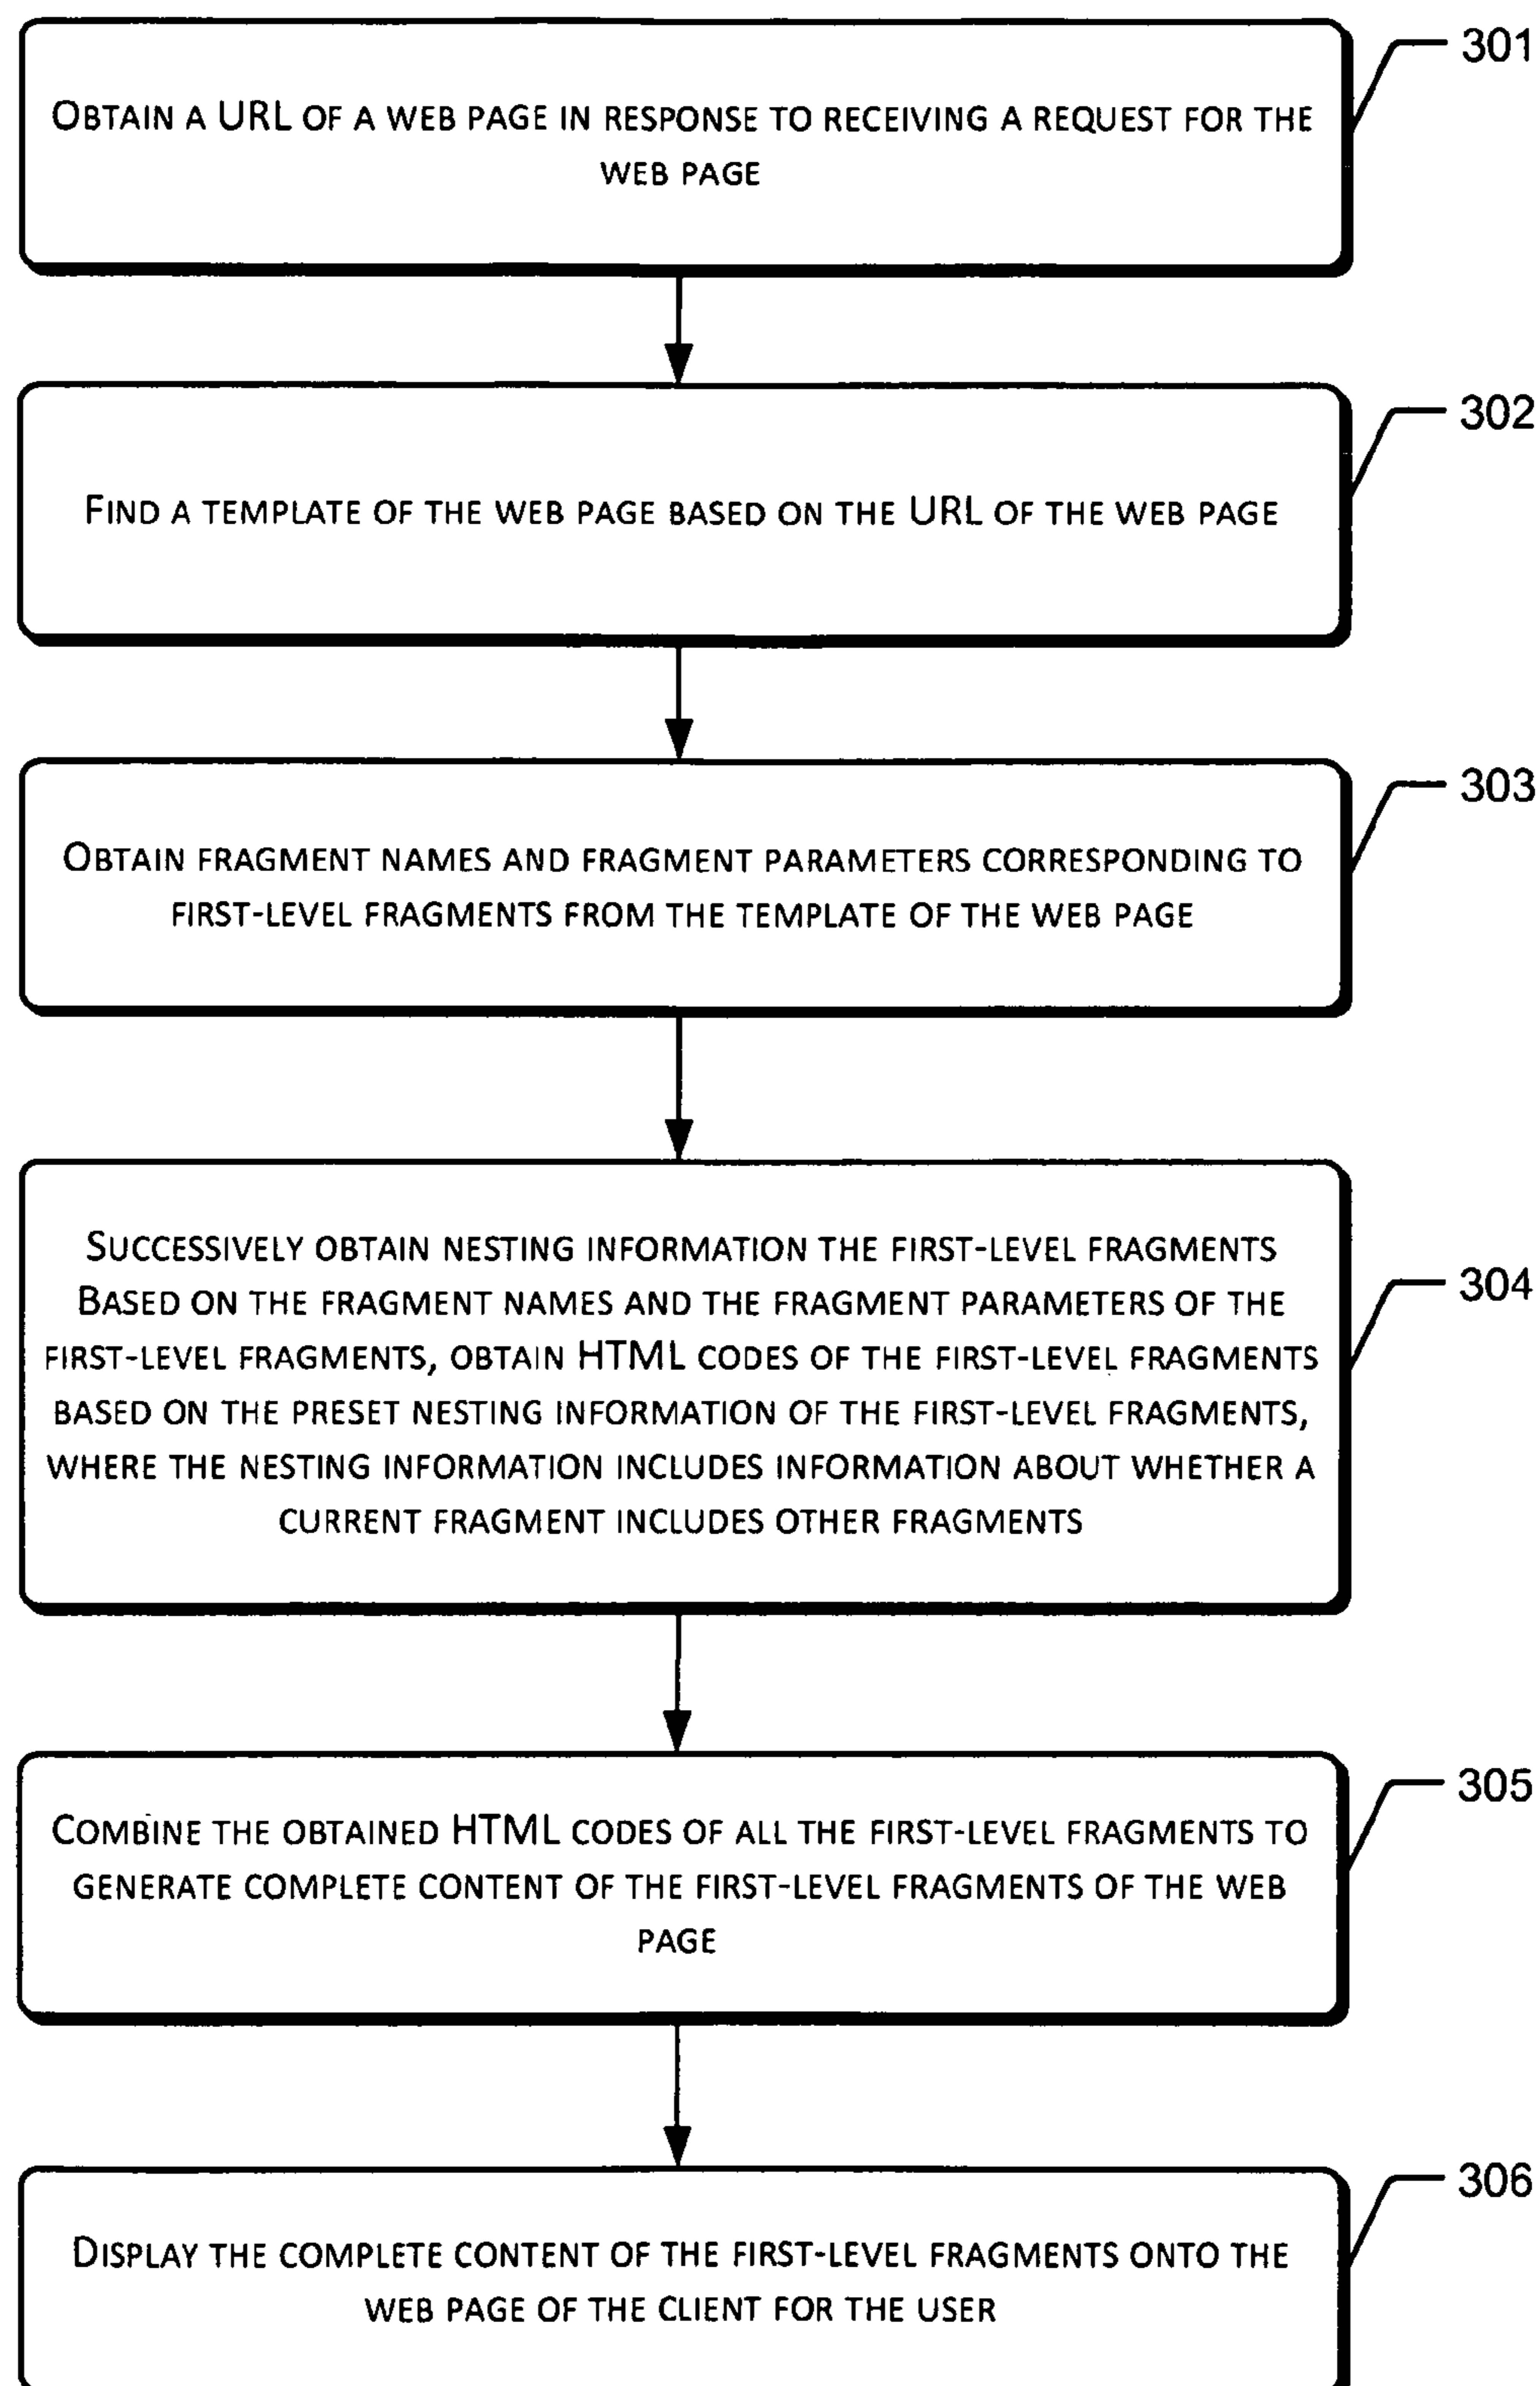 301
OBTAIN A URL OF A WEB PAGE IN RESPONSE TO RECEIVING A REQUEST FOR THE
WEB PAGE
302
FIND A TEMPLATE OF THE WEB PAGE BASED ON THE URL OF THE WEB PAGE
303
OBTAIN FRAGMENT NAMES AND FRAGMENT PARAMETERS CORRESPONDING TO
FIRST-LEVEL FRAGMENTS FROM THE TEMPLATE OF THE WEB PAGE
304
SUCCESSIVELY OBTAIN NESTING INFORMATION THE FIRST-LEVEL FRAGMENTS
BASED ON THE FRAGMENT NAMES AND THE FRAGMENT PARAMETERS OF THE
FIRST-LEVEL FRAGMENTS, OBTAIN HTML CODES OF THE FIRST-LEVEL FRAGMENTS
BASED ON THE PRESET NESTING INFORMATION OF THE FIRST-LEVEL FRAGMENTS,
WHERE THE NESTING INFORMATION INCLUDES INFORMATION ABOUT WHETHER A
CURRENT FRAGMENT INCLUDES OTHER FRAGMENTS
305
COMBINE THE OBTAINED HTML CODES OF ALL THE FIRST-LEVEL FRAGMENTS TO
GENERATE COMPLETE CONTENT OF THE FIRST-LEVEL FRAGMENTS OF THE WEB
PAGE
306
DISPLAY THE COMPLETE CONTENT OF THE FIRST-LEVEL FRAGMENTS ONTO THE
WEB PAGE OF THE CLIENT FOR THE USER